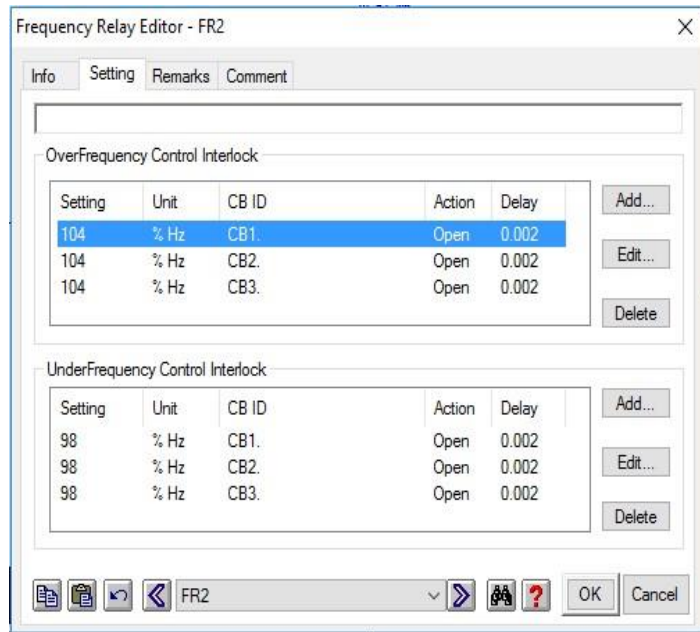 Frequency Relay Editor - FR2
Info Setting Remarks Comment
OverFrequency Control Interlock
Setting Unit CB ID Action Delay
104 % Hz CB1. Open 0.002
104 % Hz CB2. Open 0.002
104 % Hz CB3. Open 0.002
Add...
Edit...
Delete
UnderFrequency Control Interlock
Setting Unit CB ID Action Delay
98 % Hz CB1. Open 0.002
98 % Hz CB2. Open 0.002
98 % Hz CB3. Open 0.002
Add...
Edit...
Delete
FR2 ? OK Cancel